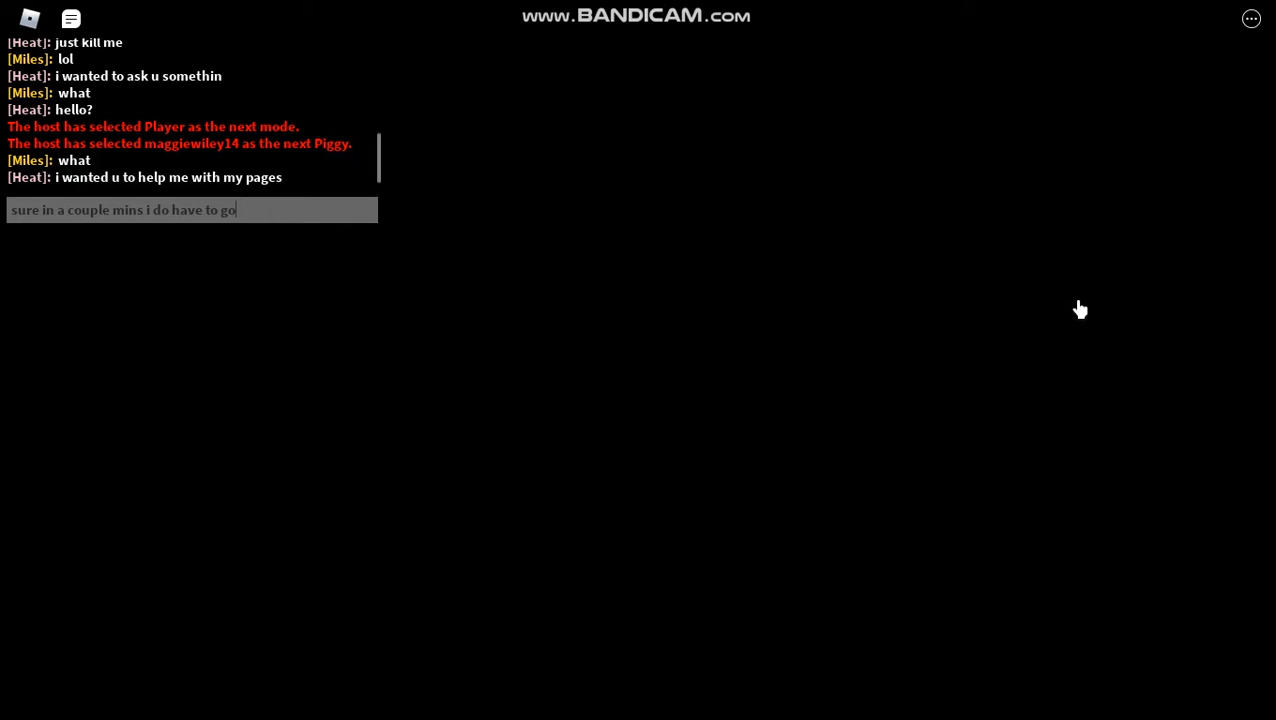 www.BANDICAM.COM
[Heat]: just kill me
[Miles]: lol
[Heat]: i wanted to ask u somethin
[Miles]: what
[Heat]: hello?
The host has selected Player as the next mode.
The host has selected maggiewiley14 as the next Piggy.
[Miles]: what
[Heat]: i wanted u to help me with my pages
sure in a couple mins i do have to go